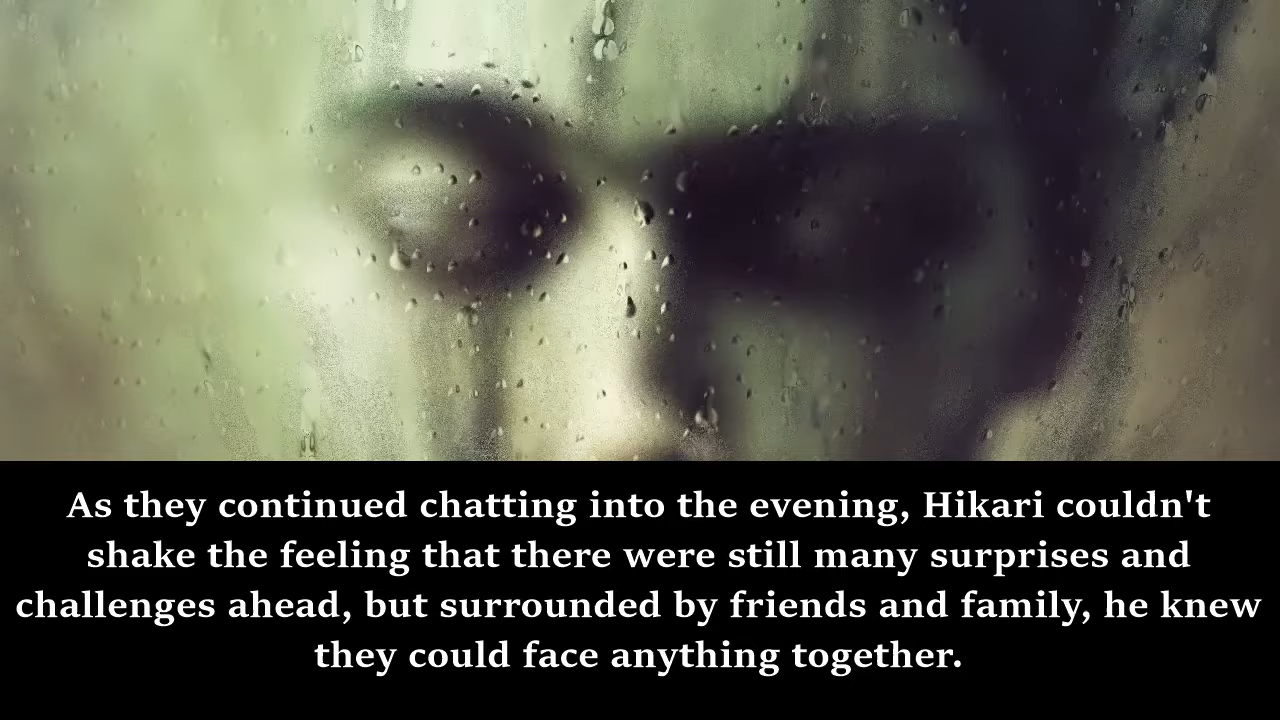 As they continued chatting into the evening, Hikari couldn't
shake the feeling that there were still many surprises and
challenges ahead, but surrounded by friends and family, he knew
they could face anything together.